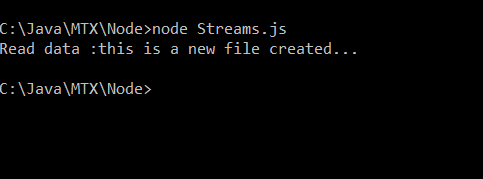 C:\Java\MTX\Node>node Streams.js
Read data :this is a new file created...
C:\Java\MTX\Node>